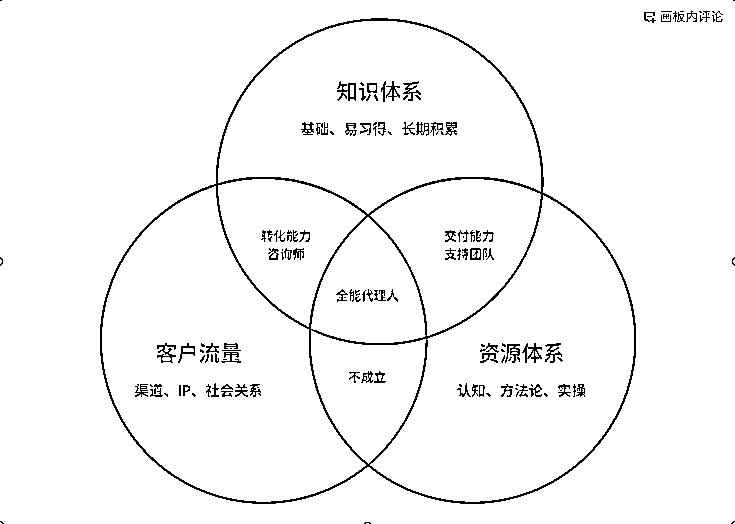 画板内评论
知识体系
基础、易习得、长期积累
转化能力
咨询师
交付能力
支持团队
全能代理人
客户流量
渠道、IP、社会关系
资源体系
认知、方法论、实操
不成立